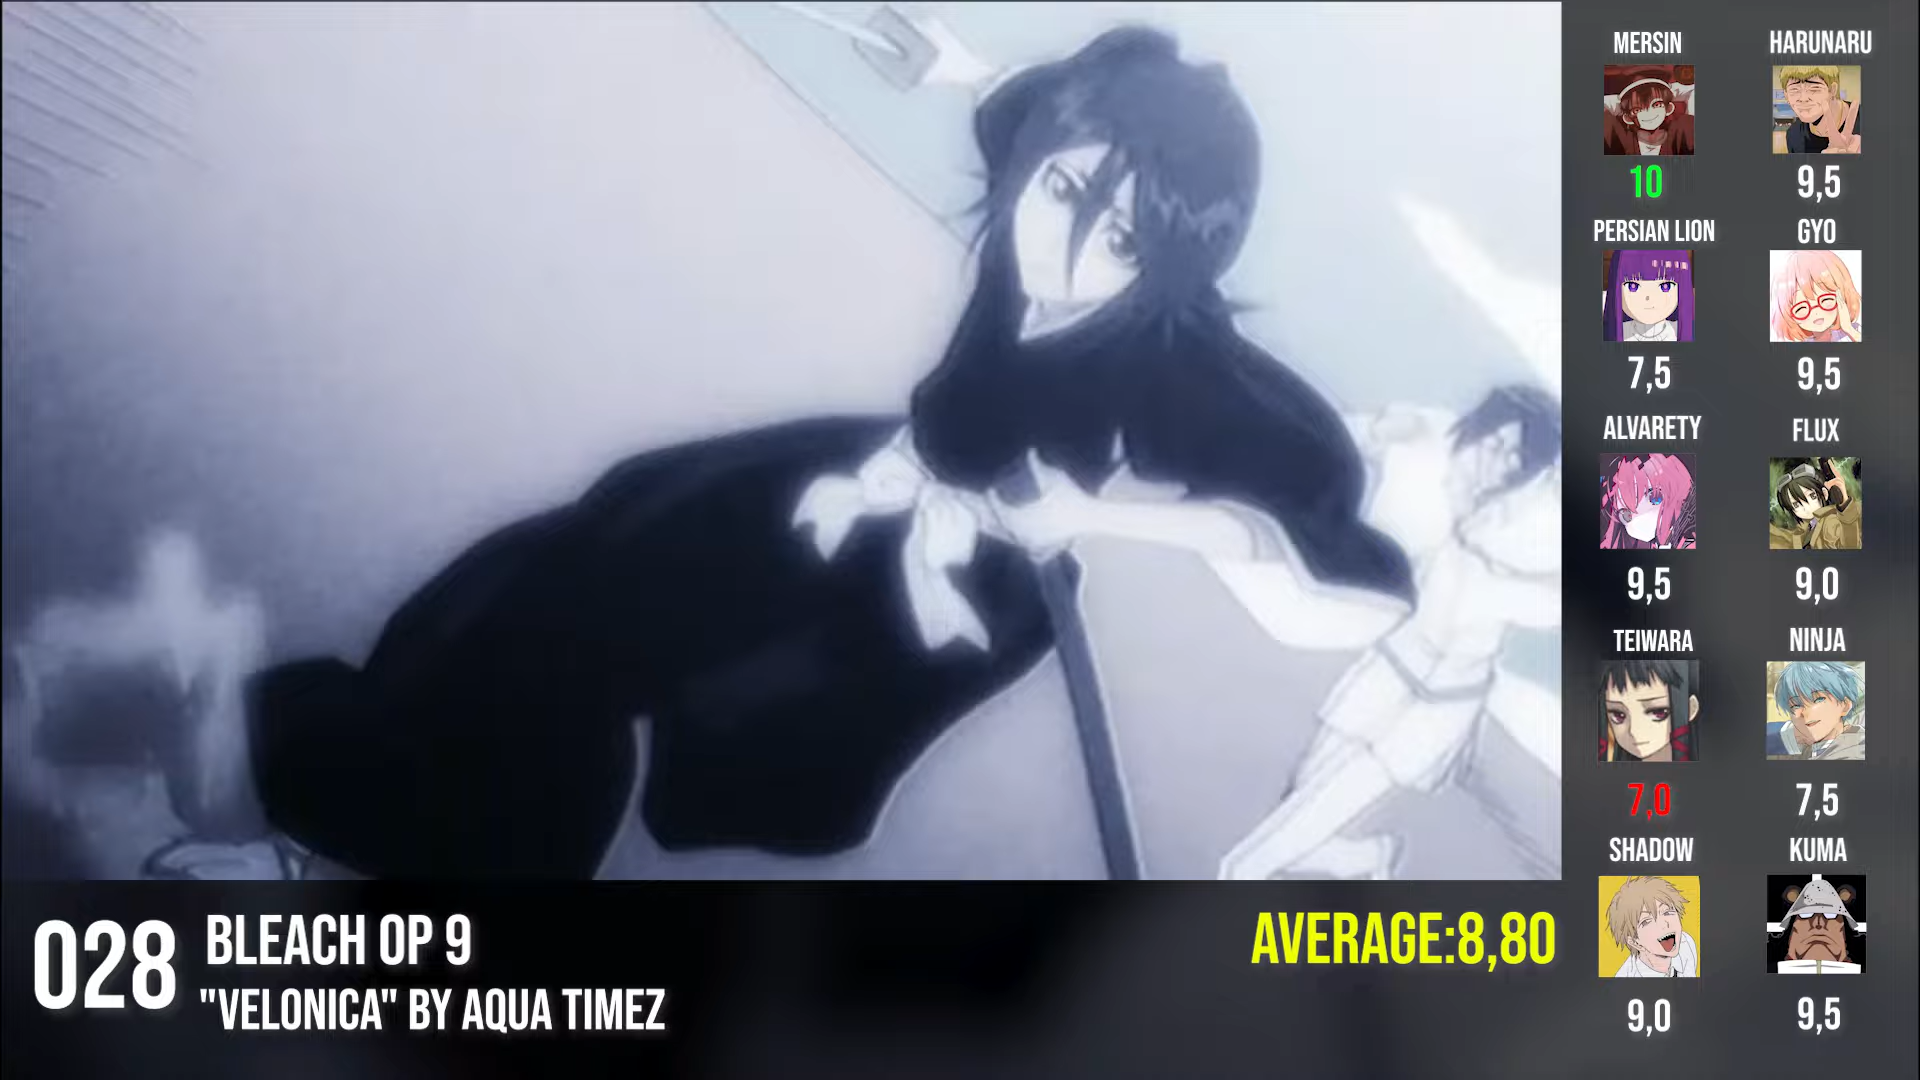 MERSIN
HARUNARU
10
9,5
PERSIAN LION
GYO
7,5
9,5
ALVARETY
FLUX
9,5
9,0
TEIWARA
NINJA
7,0
7,5
SHADOW
KUMA
9,0
9,5
028
BLEACH OP 9
"VELONICA" BY AQUA TIMEZ
AVERAGE:8,80